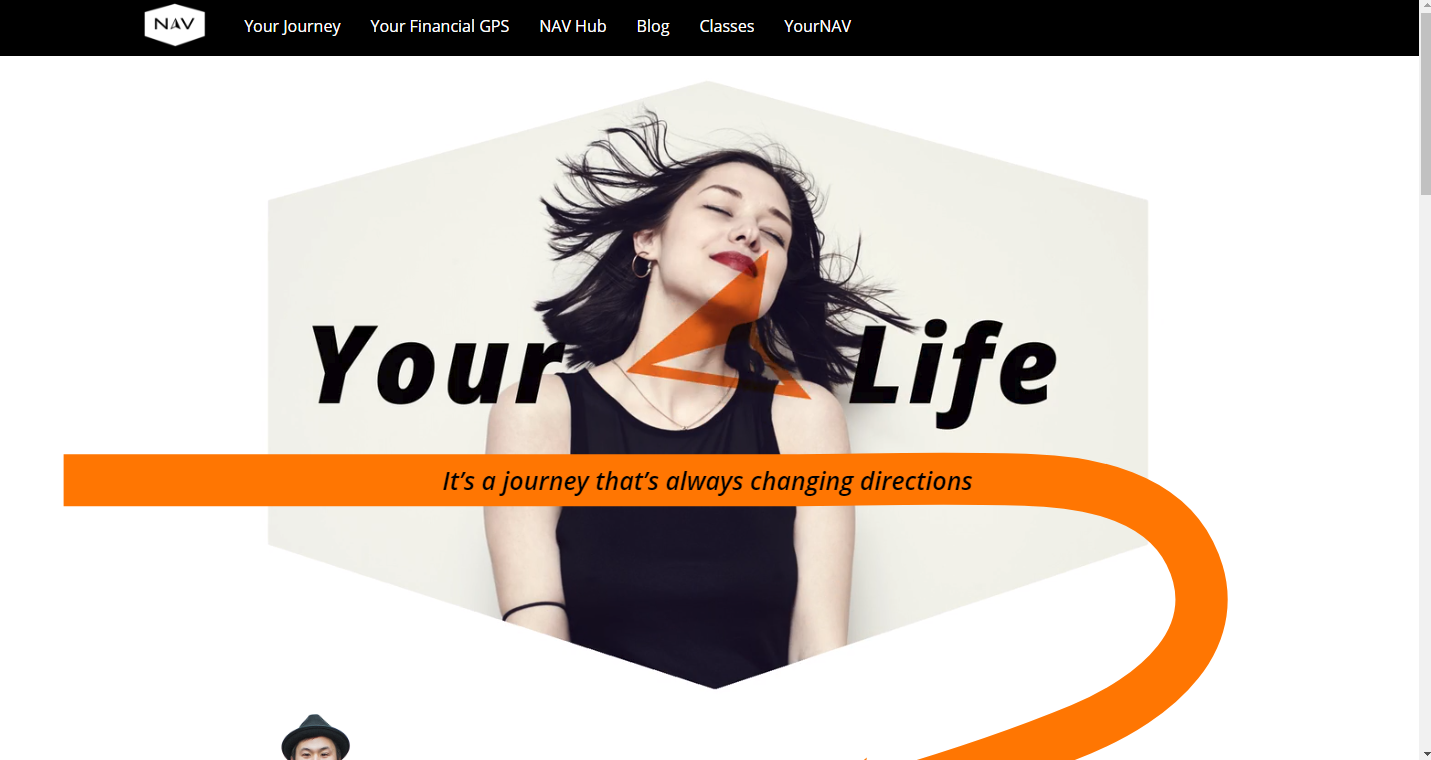 NAV Your Journey Your Financial GPS NAV Hub Blog Classes YourNAV
Your Life
It’s a journey that’s always changing directions